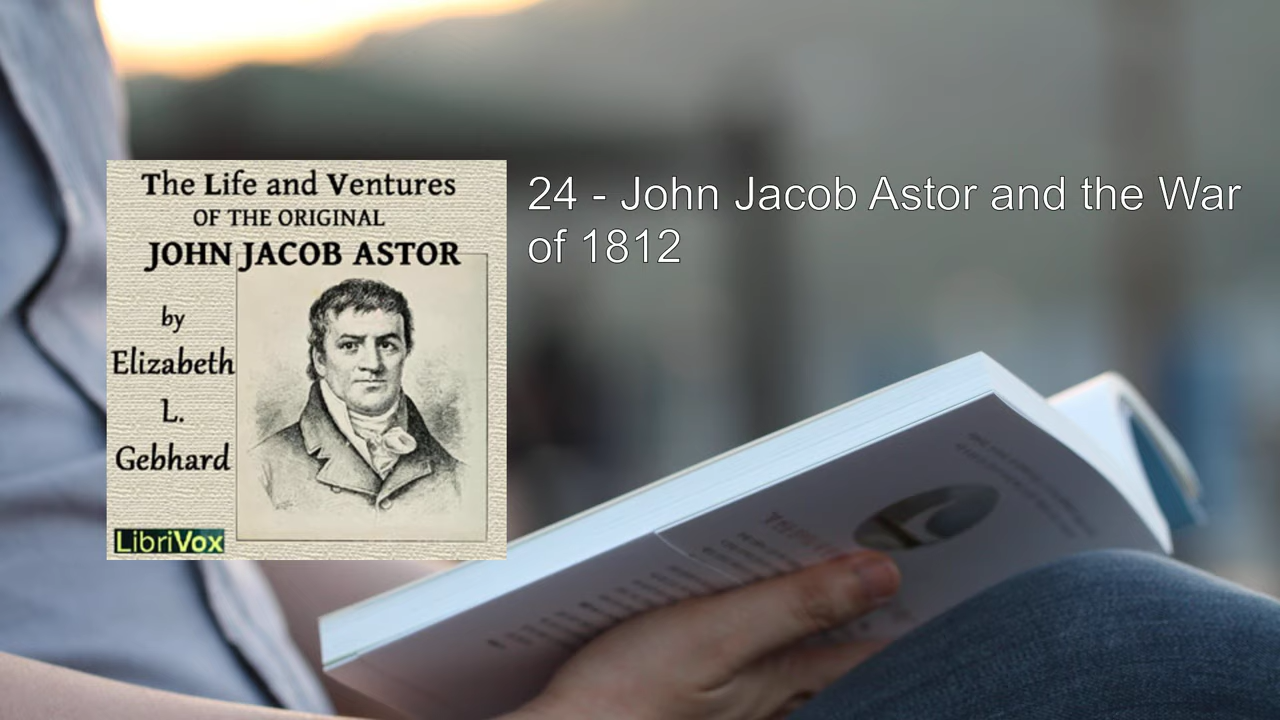 The Life and Ventures
OF THE ORIGINAL
JOHN JACOB ASTOR
by
Elizabeth
L.
Gebhard
LibriVox
24 - John Jacob Astor and the War
of 1812